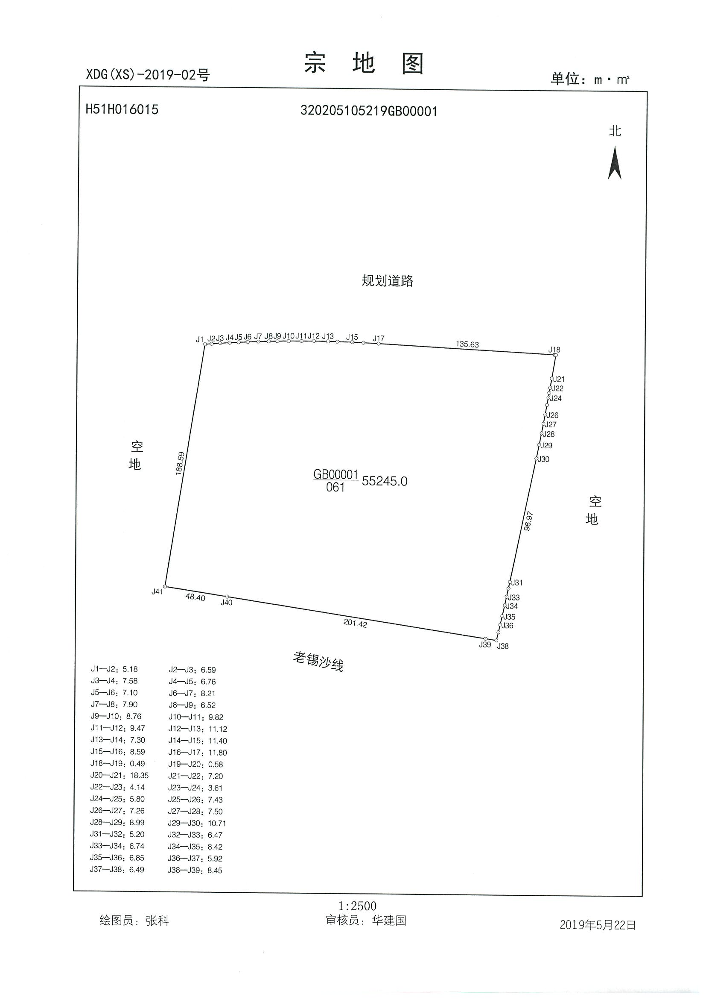 宗 地 图
XDG(XS)-2019-02号
单位：m·㎡
H51H016015
320205105219GB00001
北
规划道路
J1 J2 J3 J4 J5 J6 J7 J8 J9 J10 J11 J12 J13 J15 J17
135.63
J18
J21
J22
J24
J26
J27
J28
J29
J30
空地
188.59
GB00001
061
55245.0
空地
96.97
J31
J33
J34
J35
J36
J38
J39
J41
48.40
J40
201.42
老锡沙线
J1—J2：5.18 J2—J3：6.59
J3—J4：7.58 J4—J5：6.76
J5—J6：7.10 J6—J7：8.21
J7—J8：7.90 J8—J9：6.52
J9—J10：8.76 J10—J11：9.82
J11—J12：9.47 J12—J13：11.12
J13—J14：7.30 J14—J15：11.40
J15—J16：8.59 J16—J17：11.80
J18—J19：0.49 J19—J20：0.58
J20—J21：18.35 J21—J22：7.20
J22—J23：4.14 J23—J24：3.61
J24—J25：5.80 J25—J26：7.43
J26—J27：7.26 J27—J28：7.50
J28—J29：8.99 J29—J30：10.71
J31—J32：5.20 J32—J33：6.47
J33—J34：6.74 J34—J35：8.42
J35—J36：6.85 J36—J37：5.92
J37—J38：6.49 J38—J39：8.45
1:2500
绘图员：张科
审核员：华建国
2019年5月22日